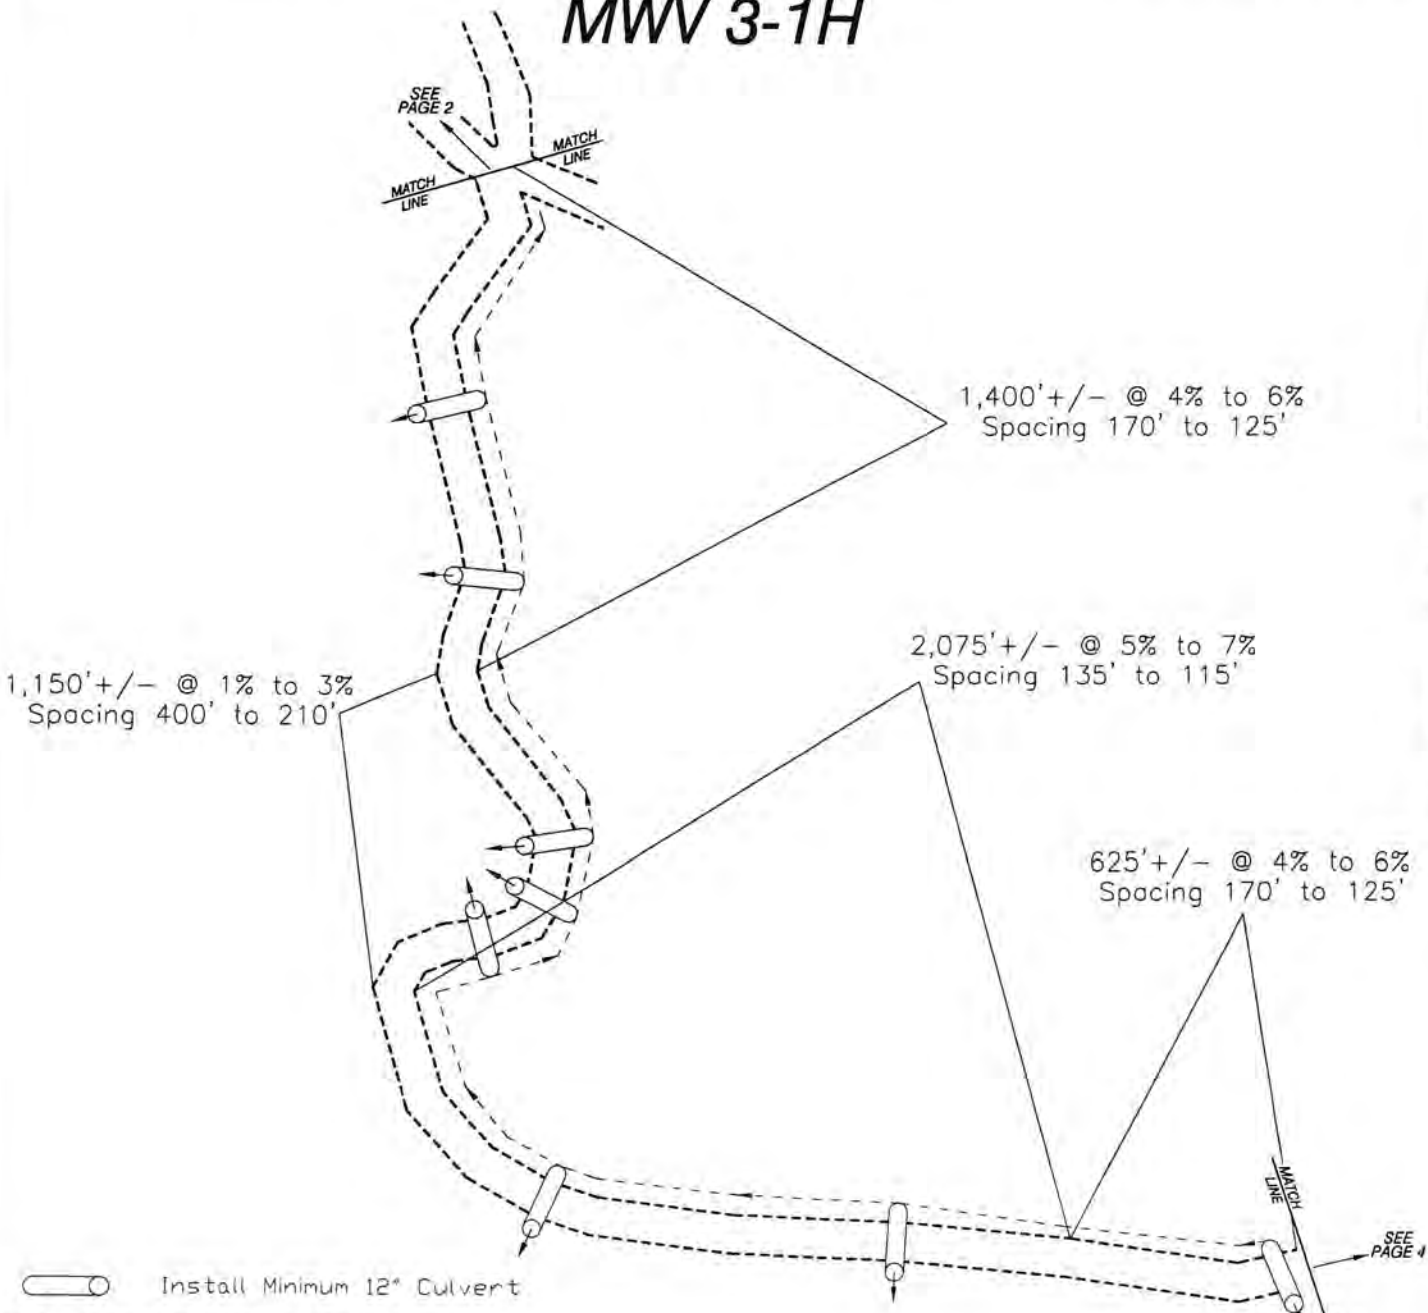 MWV 3-1H
SEE
PAGE 2
MATCH
LINE
MATCH
LINE
1,400'+/- @ 4% to 6%
Spacing 170' to 125'
2,075'+/- @ 5% to 7%
Spacing 135' to 115'
1,150'+/- @ 1% to 3%
Spacing 400' to 210'
625'+/- @ 4% to 6%
Spacing 170' to 125'
MATCH
LINE
SEE
PAGE 4
Install Minimum 12" Culvert